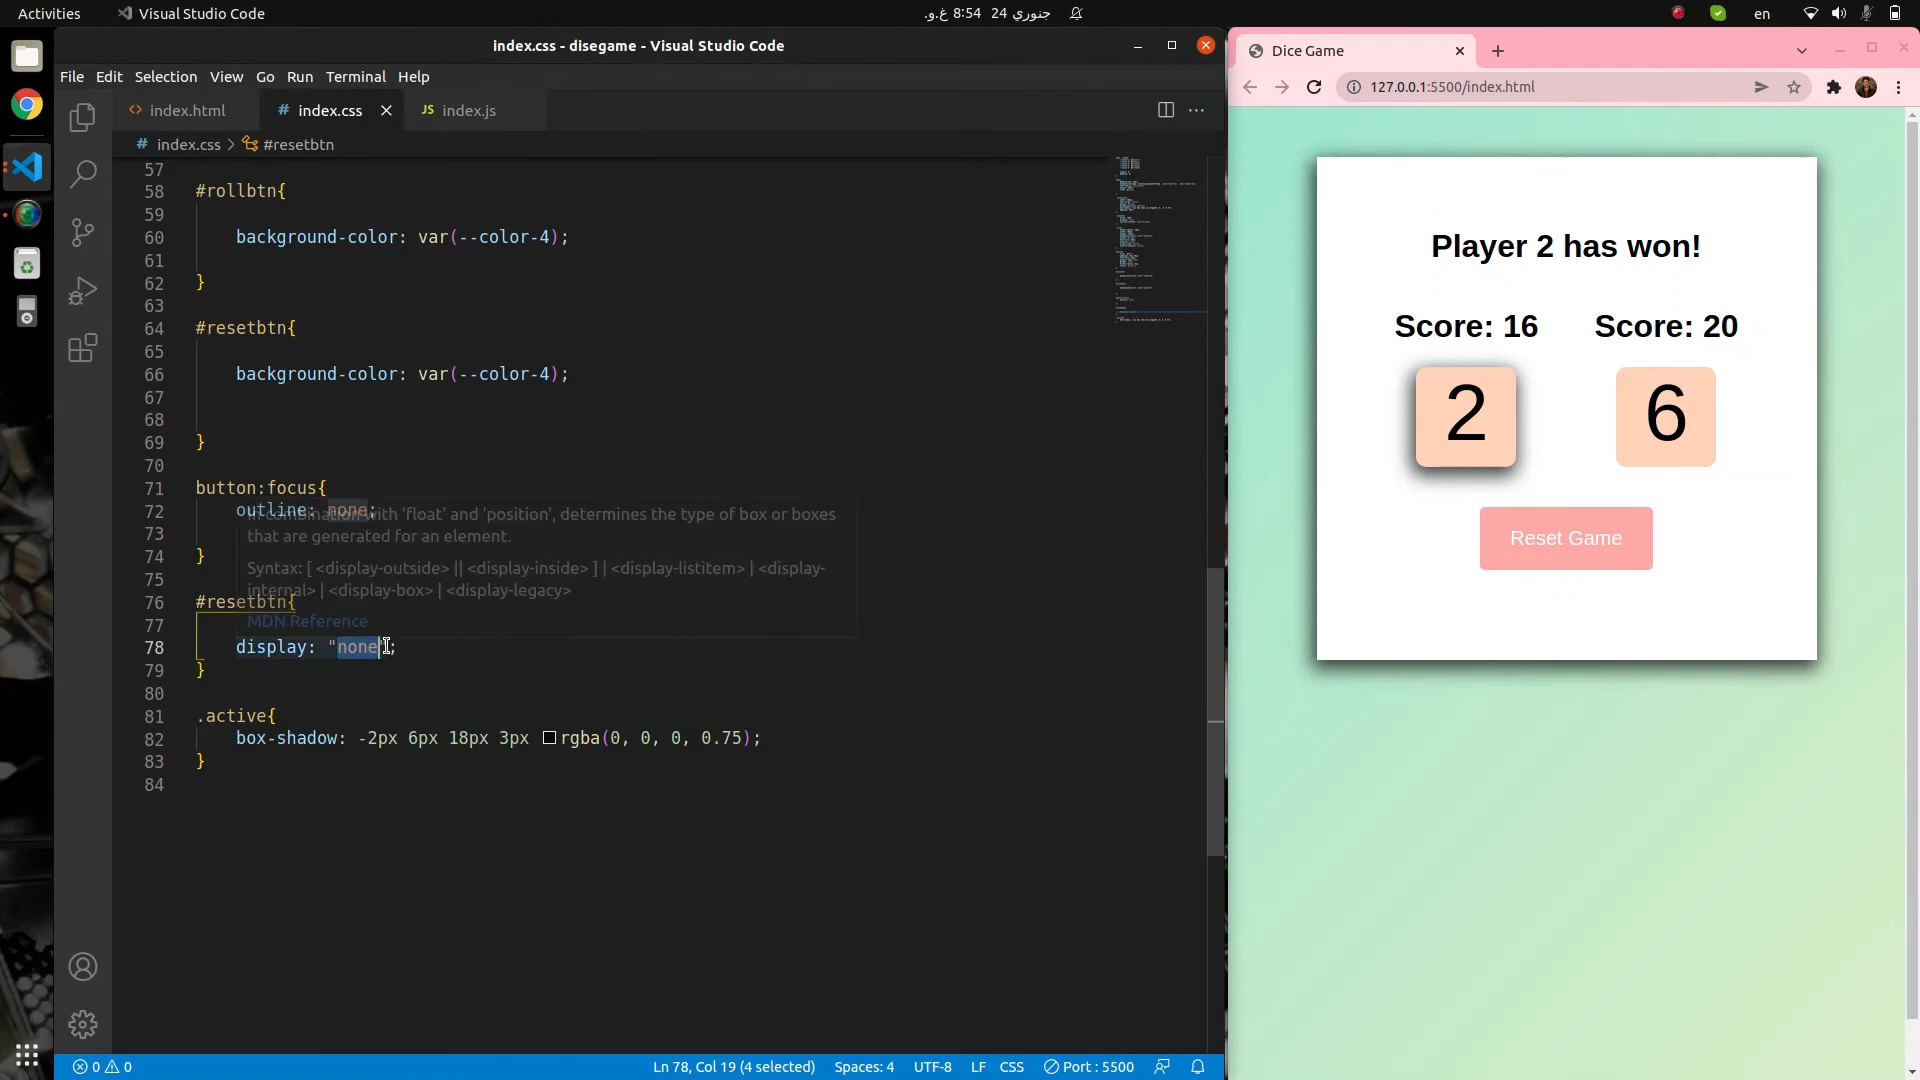 Activities
Visual Studio Code
جنوري 24 8:54 غ.و.
en
index.css - disegame - Visual Studio Code
File Edit Selection View Go Run Terminal Help
index.html
# index.css
JS index.js
# index.css > #resetbtn
57
58 #rollbtn{
59
60 background-color: var(--color-4);
61
62 }
63
64 #resetbtn{
65
66 background-color: var(--color-4);
67
68
69 }
70
71 button:focus{
72 outline: none;
In combination with 'float' and 'position', determines the type of box or boxes
73
that are generated for an element.
74 }
Syntax: [ <display-outside> || <display-inside> ] | <display-listitem> | <display-
75
internal> | <display-box> | <display-legacy>
76 #resetbtn{
MDN Reference
77
78 display: "none";
79 }
80
81 .active{
82 box-shadow: -2px 6px 18px 3px rgba(0, 0, 0, 0.75);
83 }
84
0 0
Ln 78, Col 19 (4 selected)
Spaces: 4
UTF-8
LF
CSS
Port : 5500
Dice Game
127.0.0.1:5500/index.html
Player 2 has won!
Score: 16 Score: 20
2 6
Reset Game